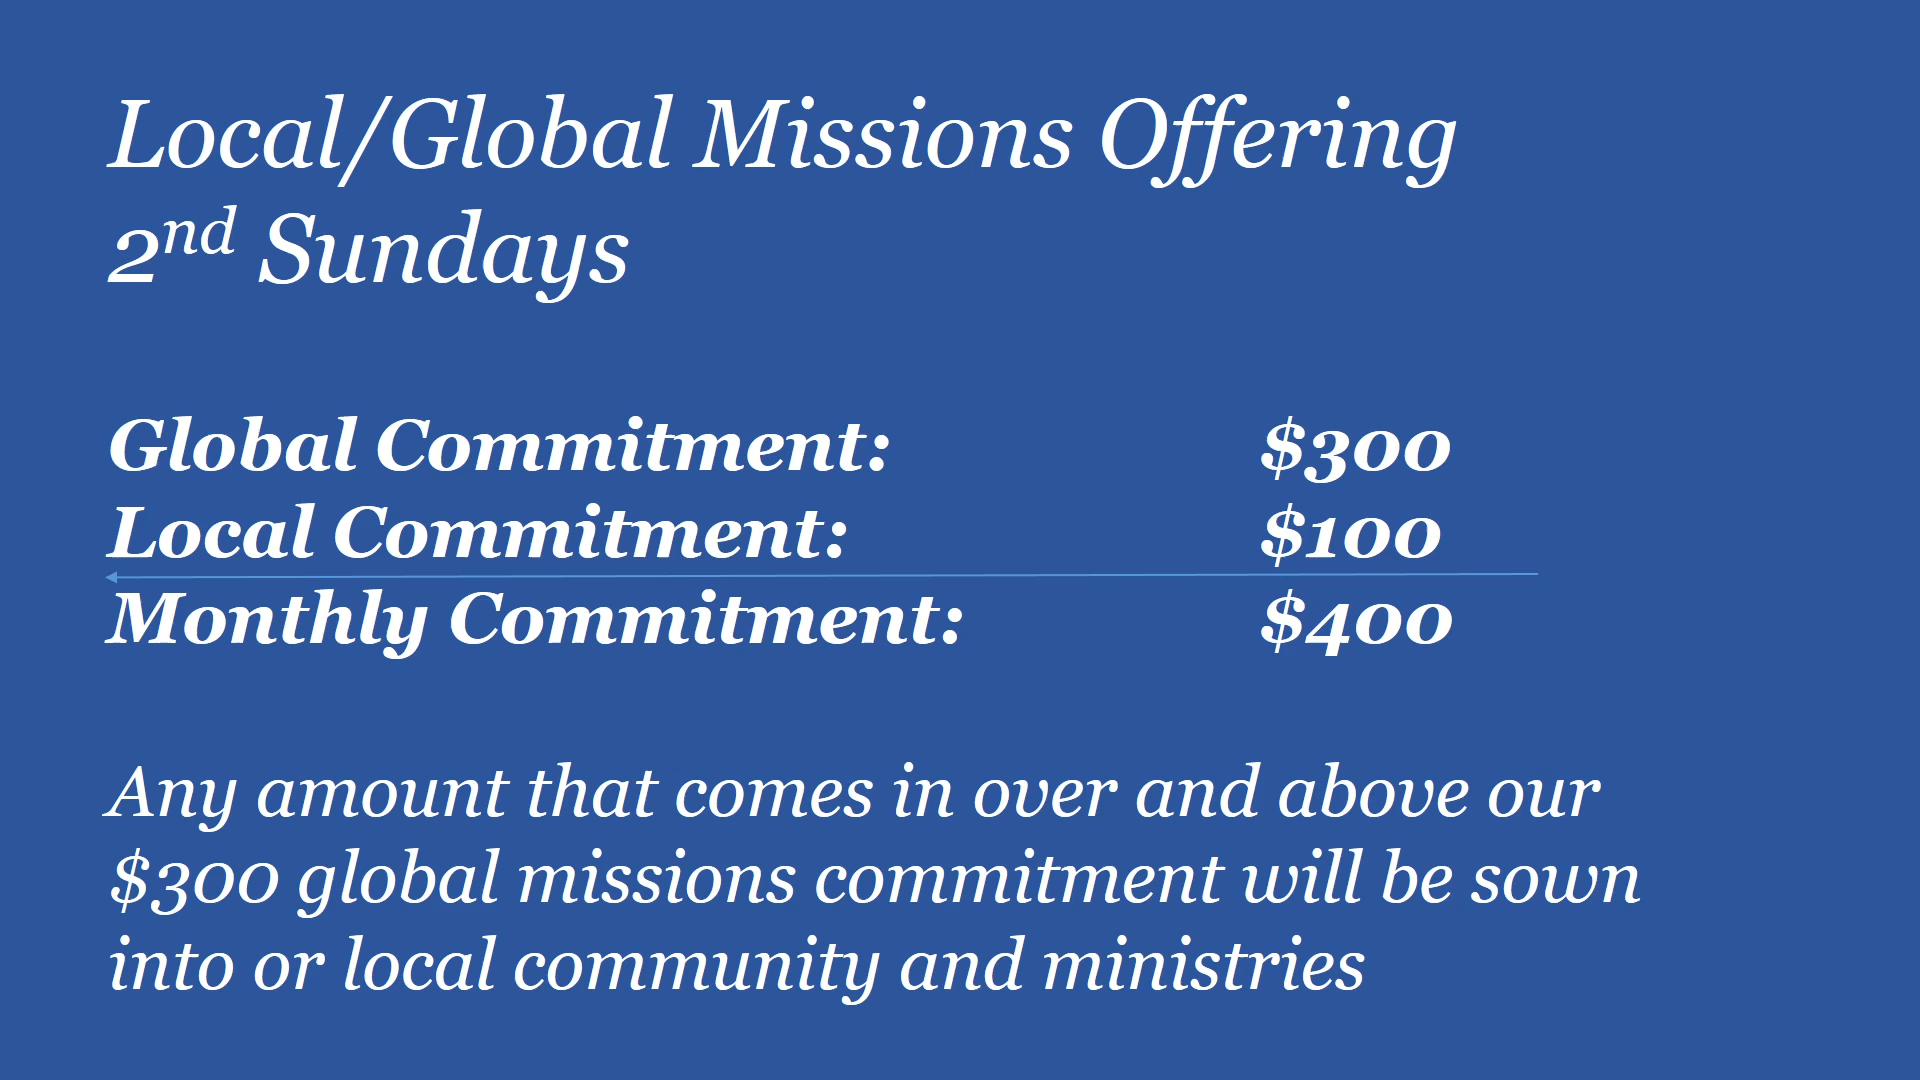 Local/Global Missions Offering
2nd Sundays
Global Commitment: $300
Local Commitment: $100
Monthly Commitment: $400
Any amount that comes in over and above our
$300 global missions commitment will be sown
into or local community and ministries